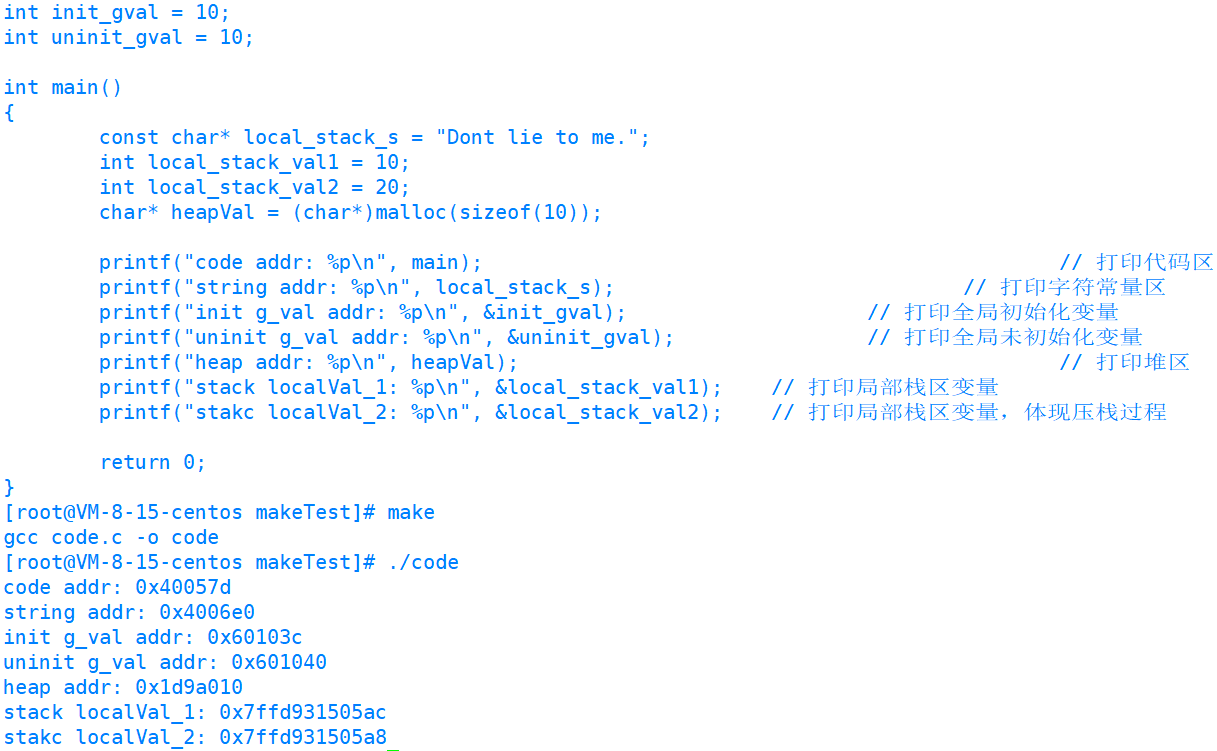 int init_gval = 10;
int uninit_gval = 10;
int main()
{
const char* local_stack_s = "Dont lie to me.";
int local_stack_val1 = 10;
int local_stack_val2 = 20;
char* heapVal = (char*)malloc(sizeof(10));
printf("code addr: %p\n", main); // 打印代码区
printf("string addr: %p\n", local_stack_s); // 打印字符常量区
printf("init g_val addr: %p\n", &init_gval); // 打印全局初始化变量
printf("uninit g_val addr: %p\n", &uninit_gval); // 打印全局未初始化变量
printf("heap addr: %p\n", heapVal); // 打印堆区
printf("stack localVal_1: %p\n", &local_stack_val1); // 打印局部栈区变量
printf("stakc localVal_2: %p\n", &local_stack_val2); // 打印局部栈区变量，体现压栈过程
return 0;
}
[root@VM-8-15-centos makeTest]# make
gcc code.c -o code
[root@VM-8-15-centos makeTest]# ./code
code addr: 0x40057d
string addr: 0x4006e0
init g_val addr: 0x60103c
uninit g_val addr: 0x601040
heap addr: 0x1d9a010
stack localVal_1: 0x7ffd931505ac
stakc localVal_2: 0x7ffd931505a8